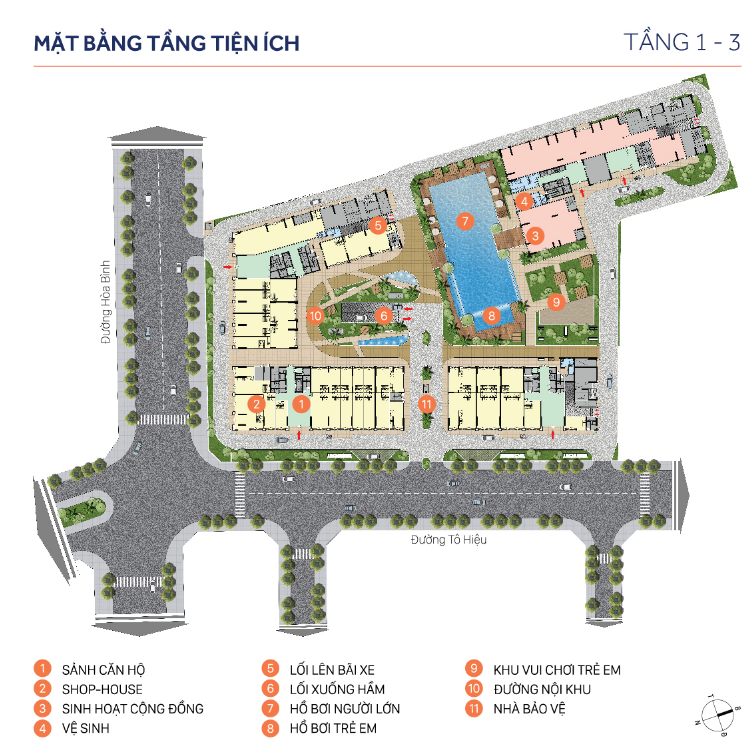 MẶT BẰNG TẦNG TIỆN ÍCH
TẦNG 1 - 3
Đường Hòa Bình
5
7
4
3
10
6
8
9
2
1
11
Đường Tô Hiệu
1 SẢNH CĂN HỘ
2 SHOP-HOUSE
3 SINH HOẠT CỘNG ĐỒNG
4 VỆ SINH
5 LỐI LÊN BÃI XE
6 LỐI XUỐNG HẦM
7 HỒ BƠI NGƯỜI LỚN
8 HỒ BƠI TRẺ EM
9 KHU VUI CHƠI TRẺ EM
10 ĐƯỜNG NỘI KHU
11 NHÀ BẢO VỆ
T
B
N
Đ